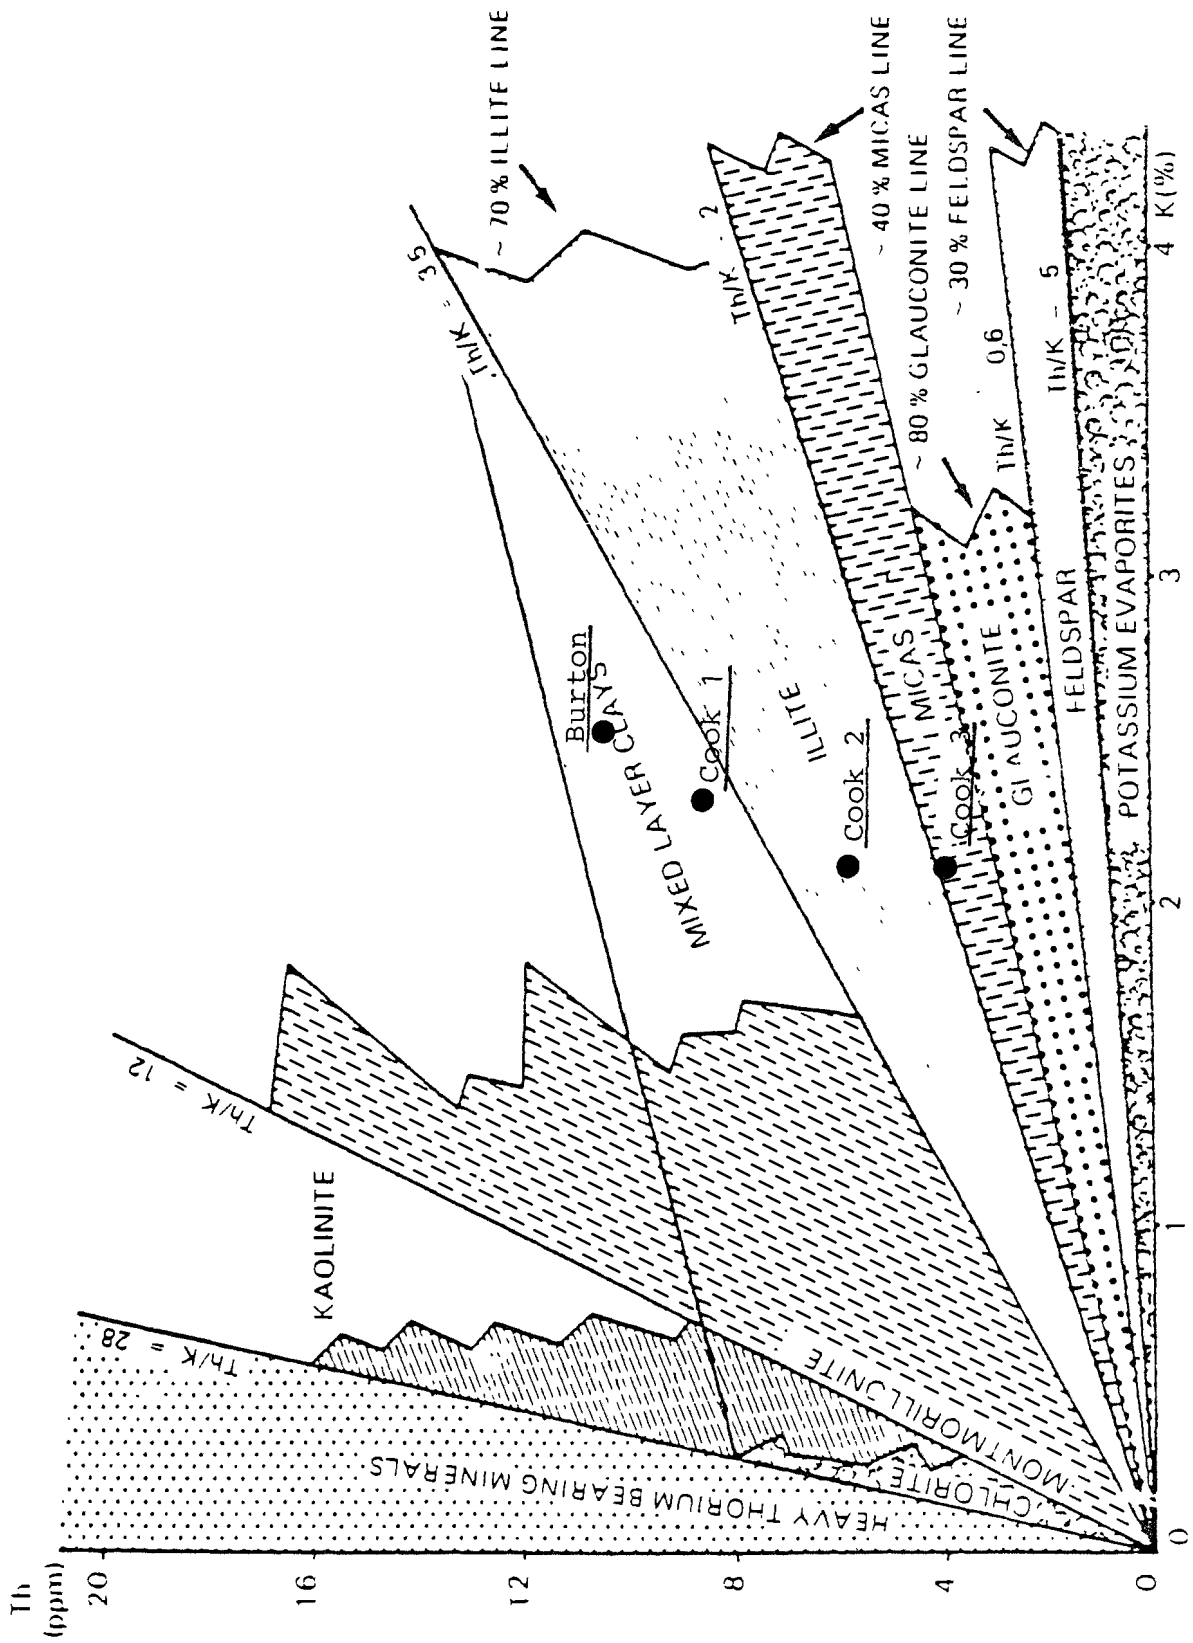 Th
(ppm)
20
16
12
8
4
0
0
1
2
3
4
K (%)
HEAVY THORIUM BEARING MINERALS
Th/K = 28
KAOLINITE
Th/K = 12
CHLORITE
MONTMORILLONITE
MIXED LAYER CLAYS
Burton
Cook 1
ILLITE
Cook 2
MICAS
Cook 3
GLAUCONITE
FELDSPAR
POTASSIUM EVAPORITES
Th/K = 35
~ 70 % ILLITE LINE
Th/K - 2
~ 40 % MICAS LINE
~ 80 % GLAUCONITE LINE
~ 30 % FELDSPAR LINE
Th/K 0,6
Th/K - 5